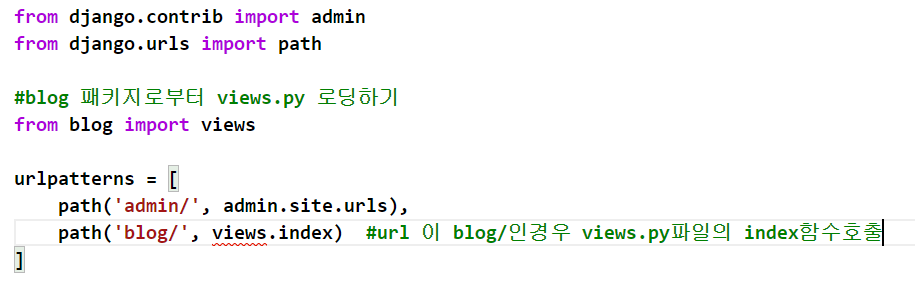 from django.contrib import admin
from django.urls import path
#blog 패키지로부터 views.py 로딩하기
from blog import views
urlpatterns = [
path('admin/', admin.site.urls),
path('blog/', views.index)  #url 이 blog/인경우 views.py파일의 index함수호출
]